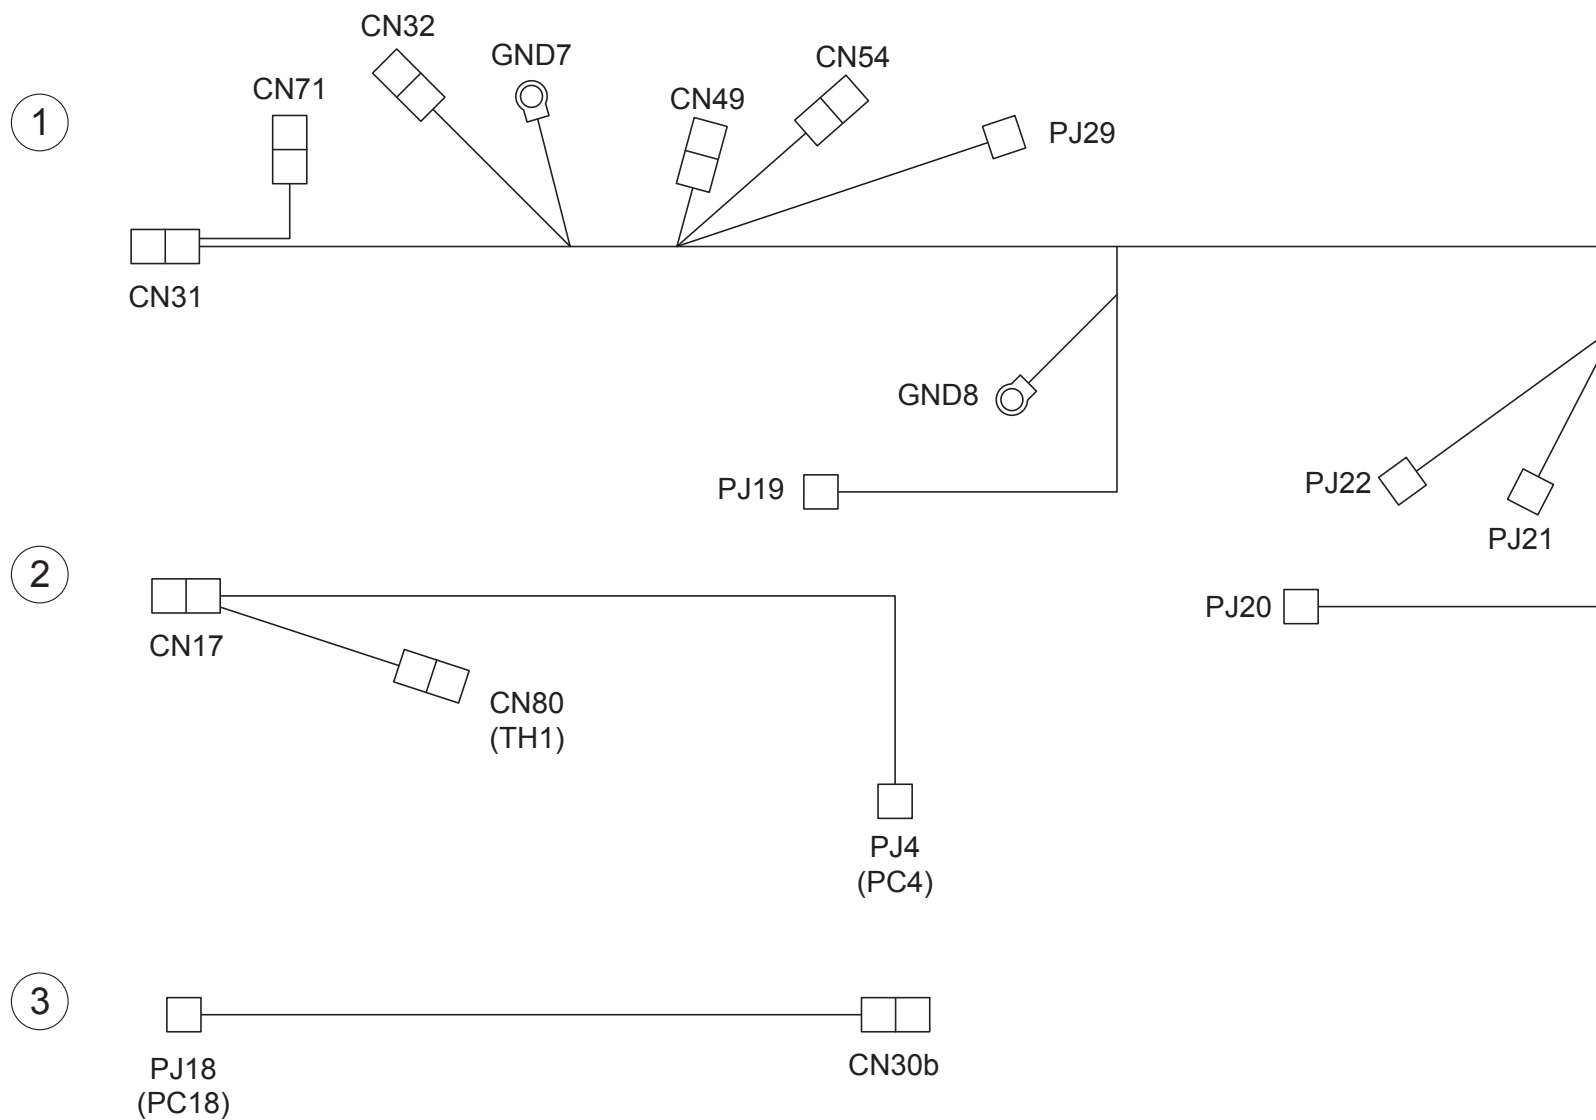 1
CN71
CN32
GND7
CN49
CN54
PJ29
CN31
GND8
PJ19
PJ22
PJ21
PJ20
2
CN17
CN80
(TH1)
PJ4
(PC4)
3
PJ18
(PC18)
CN30b